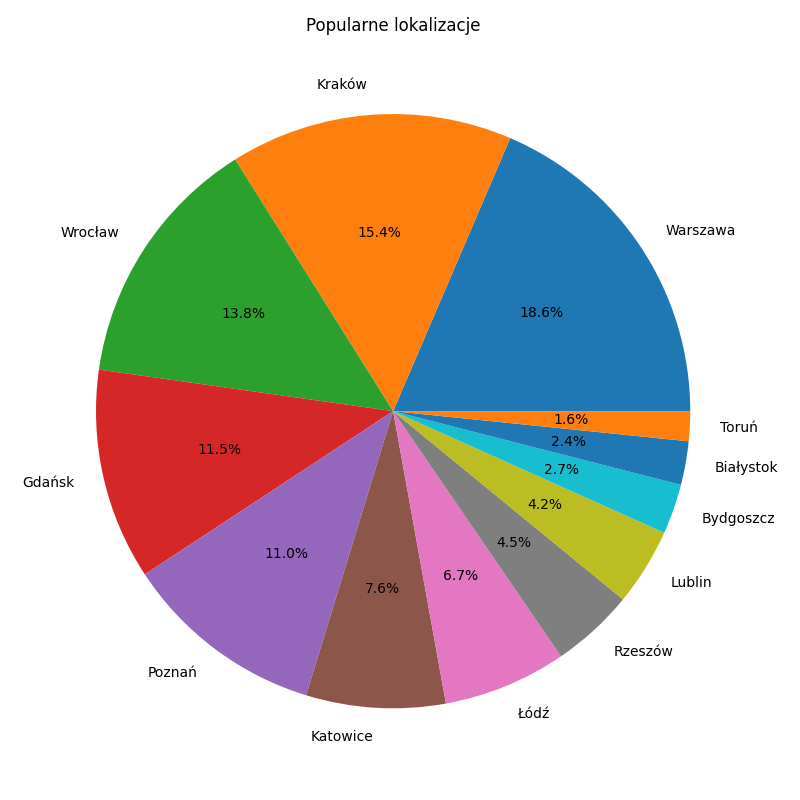 Popularne lokalizacje
Kraków
Warszawa
Wrocław
15.4%
18.6%
13.8%
1.6%
Toruń
2.4%
11.5%
2.7%
Białystok
Gdańsk
4.2%
Bydgoszcz
4.5%
11.0%
6.7%
Lublin
7.6%
Rzeszów
Poznań
Łódź
Katowice